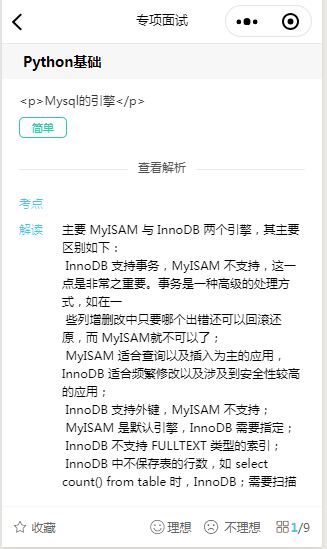 专项面试
Python基础
<p>Mysql的引擎</p>
简单
查看解析
考点
解读
主要 MyISAM 与 InnoDB 两个引擎，其主要
区别如下：
InnoDB 支持事务，MyISAM 不支持，这一
点是非常之重要。事务是一种高级的处理方
式，如在一
些列增删改中只要哪个出错还可以回滚还
原，而 MyISAM就不可以了；
MyISAM 适合查询以及插入为主的应用，
InnoDB 适合频繁修改以及涉及到安全性较高
的应用；
InnoDB 支持外键，MyISAM 不支持；
MyISAM 是默认引擎，InnoDB 需要指定；
InnoDB 不支持 FULLTEXT 类型的索引；
InnoDB 中不保存表的行数，如 select
count() from table 时，InnoDB；需要扫描
收藏
理想
不理想
1/9